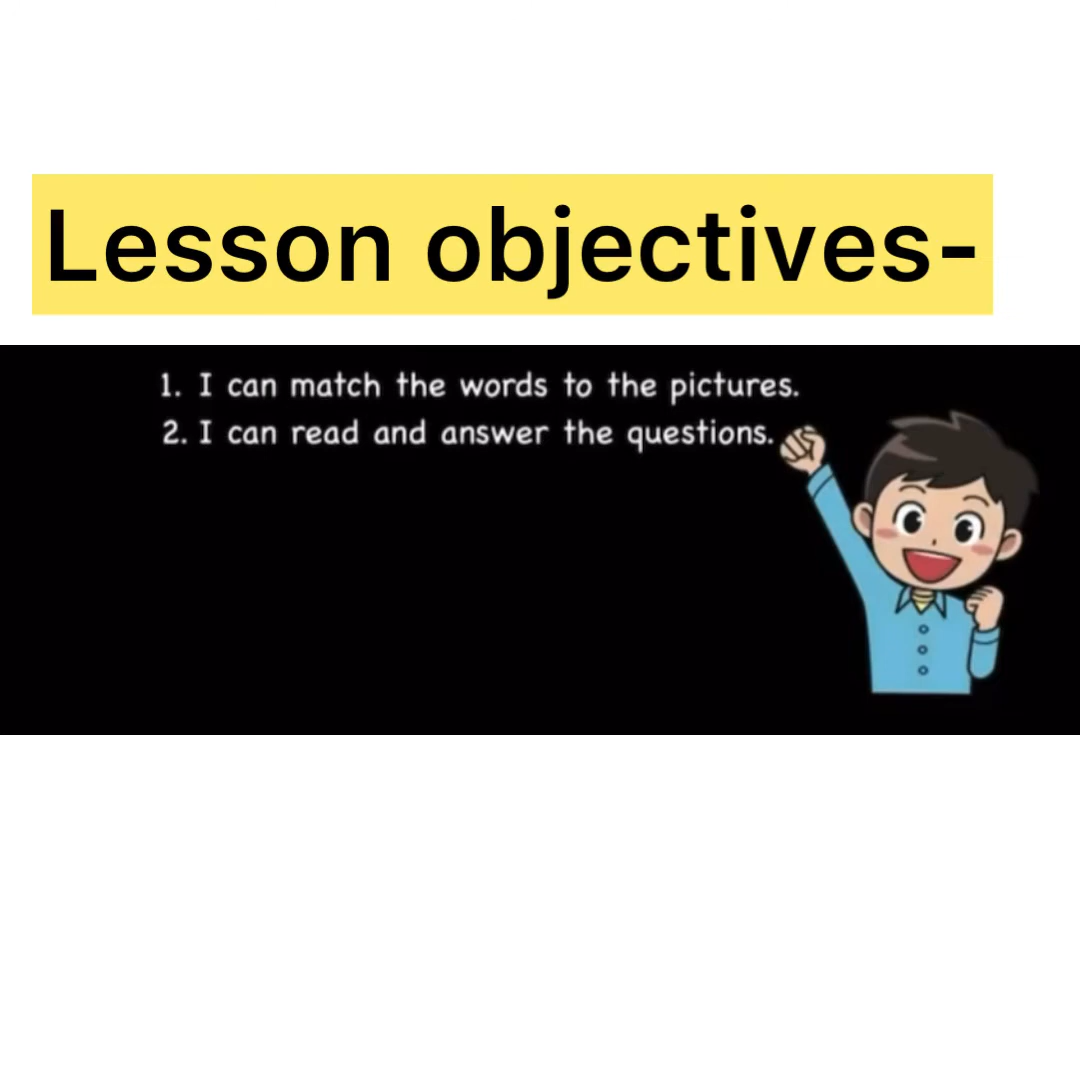 Lesson objectives-
1. I can match the words to the pictures.
2. I can read and answer the questions.